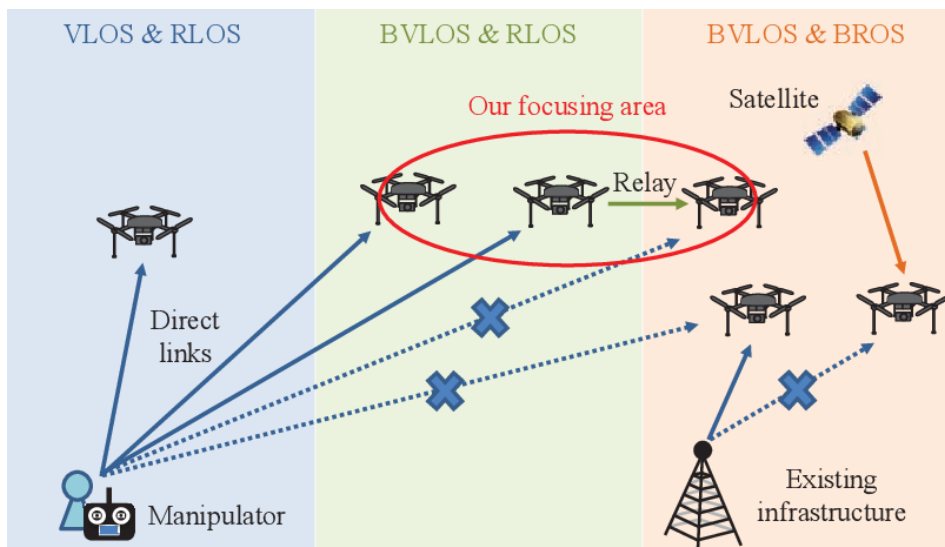 VLOS & RLOS
BVLOS & RLOS
BVLOS & BROS
Our focusing area
Satellite
Relay
Direct
links
Manipulator
Existing
infrastructure